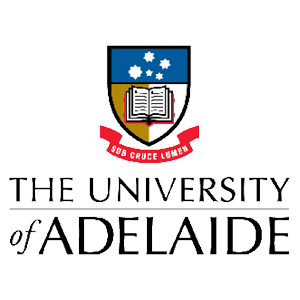 SUB CRUCE LUMEN
THE UNIVERSITY
of ADELAIDE